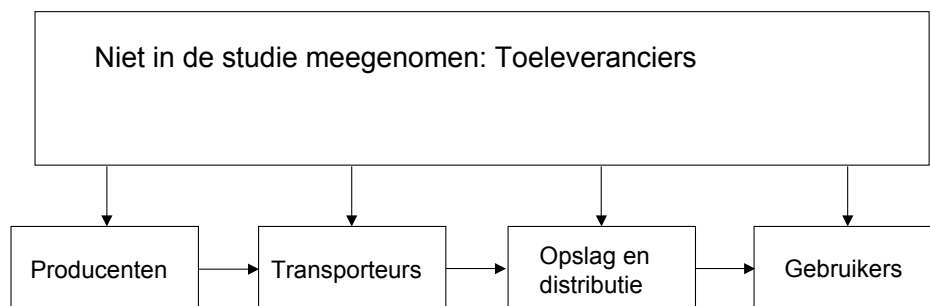 Niet in de studie meegenomen: Toeleveranciers
Producenten
Transporteurs
Opslag en
distributie
Gebruikers